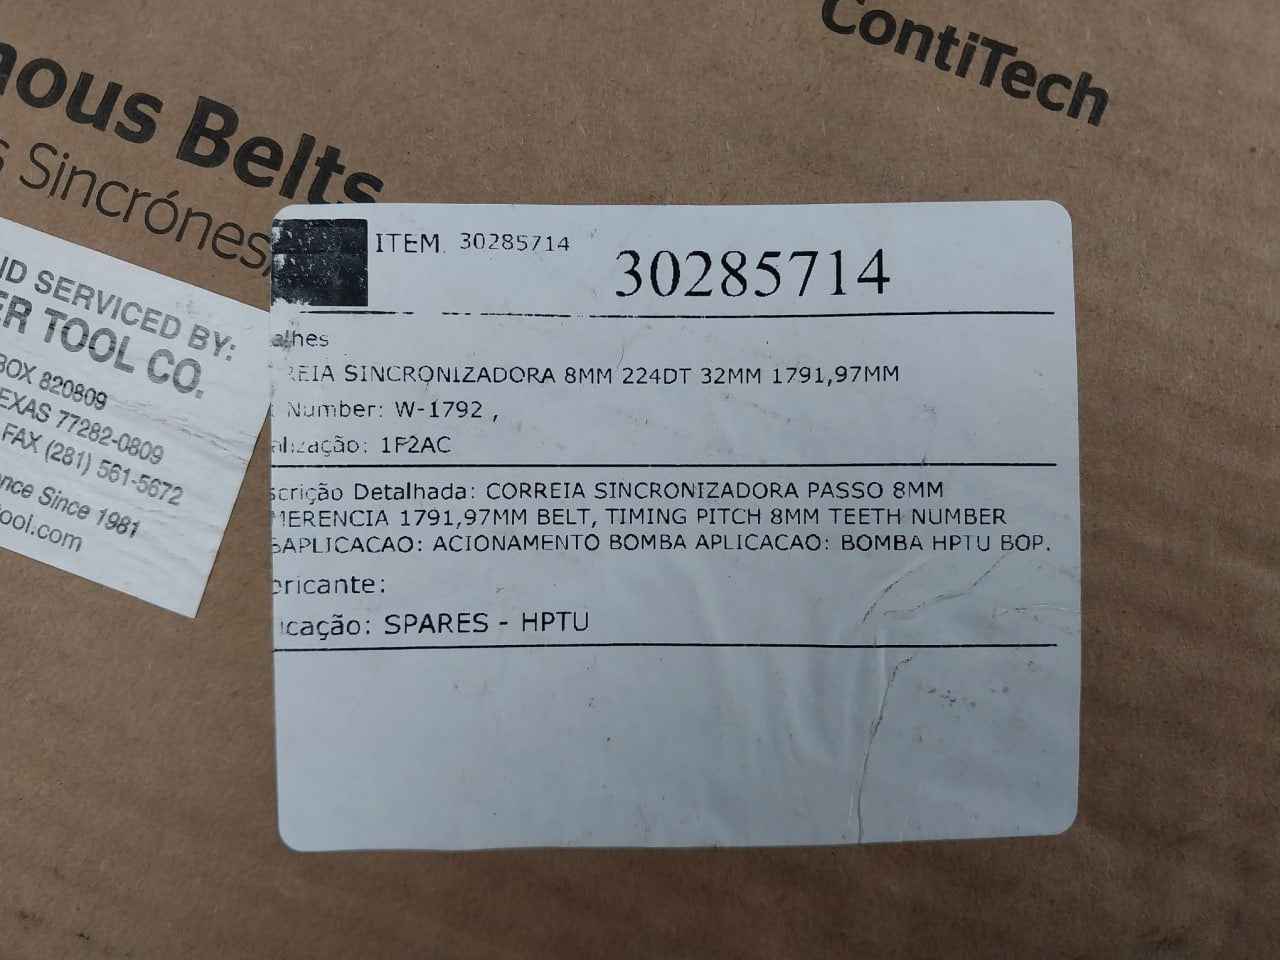 ContiTech
nous Belts
s Sincrónes/
ND SERVICED BY:
ER TOOL CO.
BOX 820809
EXAS 77282-0809
FAX (281) 561-5672
nce Since 1981
ool.com
ITEM 30285714
30285714
alhes
REIA SINCRONIZADORA 8MM 224DT 32MM 1791,97MM
Number: W-1792 ,
alização: 1F2AC
scrição Detalhada: CORREIA SINCRONIZADORA PASSO 8MM
MERENCIA 1791,97MM BELT, TIMING PITCH 8MM TEETH NUMBER
SAPLICACAO: ACIONAMENTO BOMBA APLICACAO: BOMBA HPTU BOP.
bricante:
icação: SPARES - HPTU